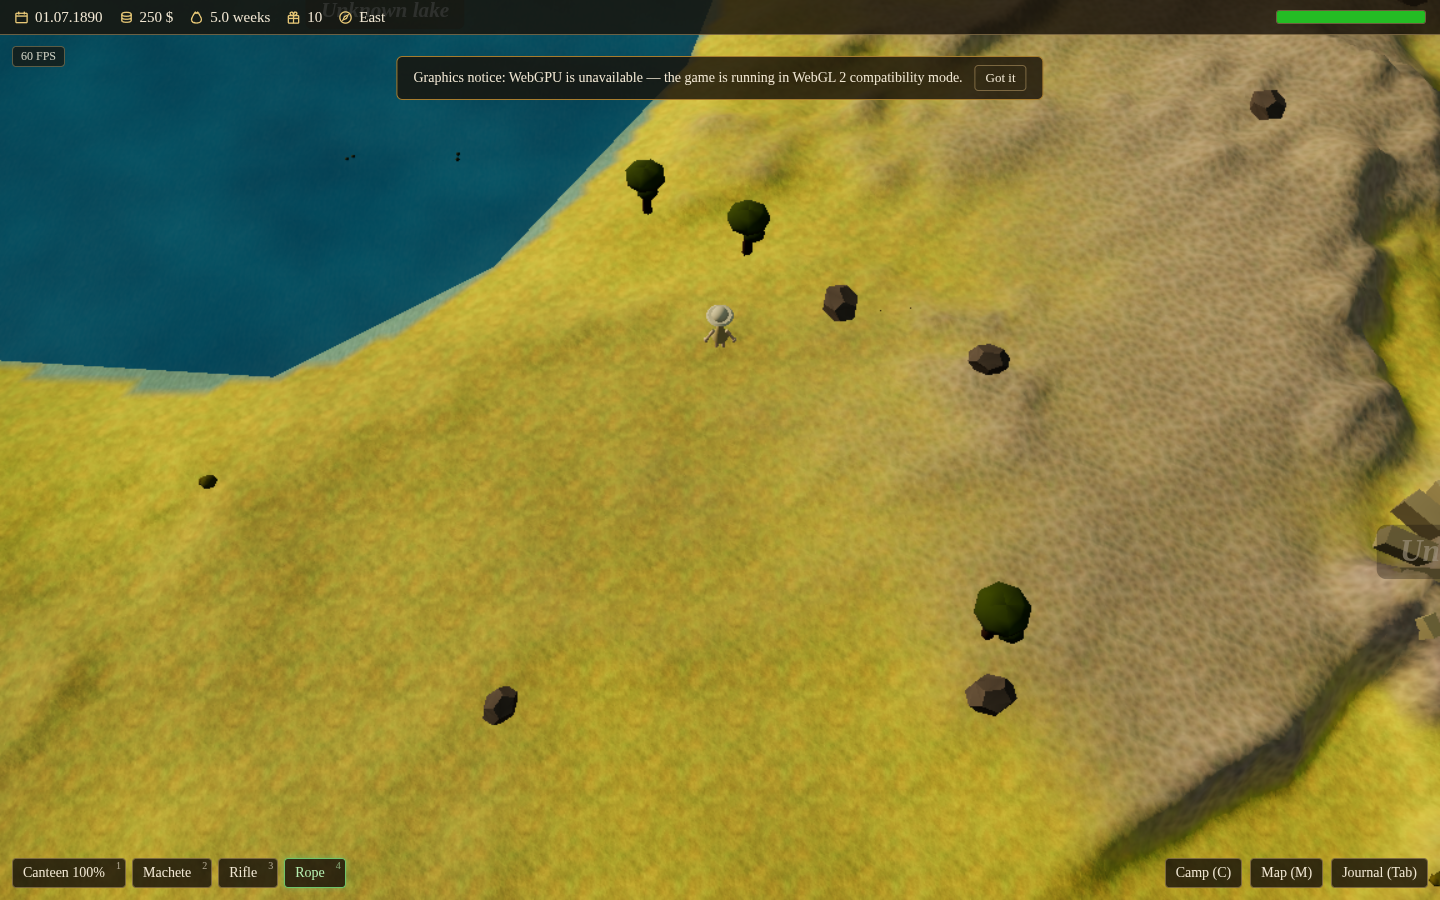 Unknown lake
01.07.1890 250 $ 5.0 weeks 10 East
60 FPS
Graphics notice: WebGPU is unavailable — the game is running in WebGL 2 compatibility mode. Got it
Canteen 100% 1 Machete 2 Rifle 3 Rope 4
Camp (C) Map (M) Journal (Tab)